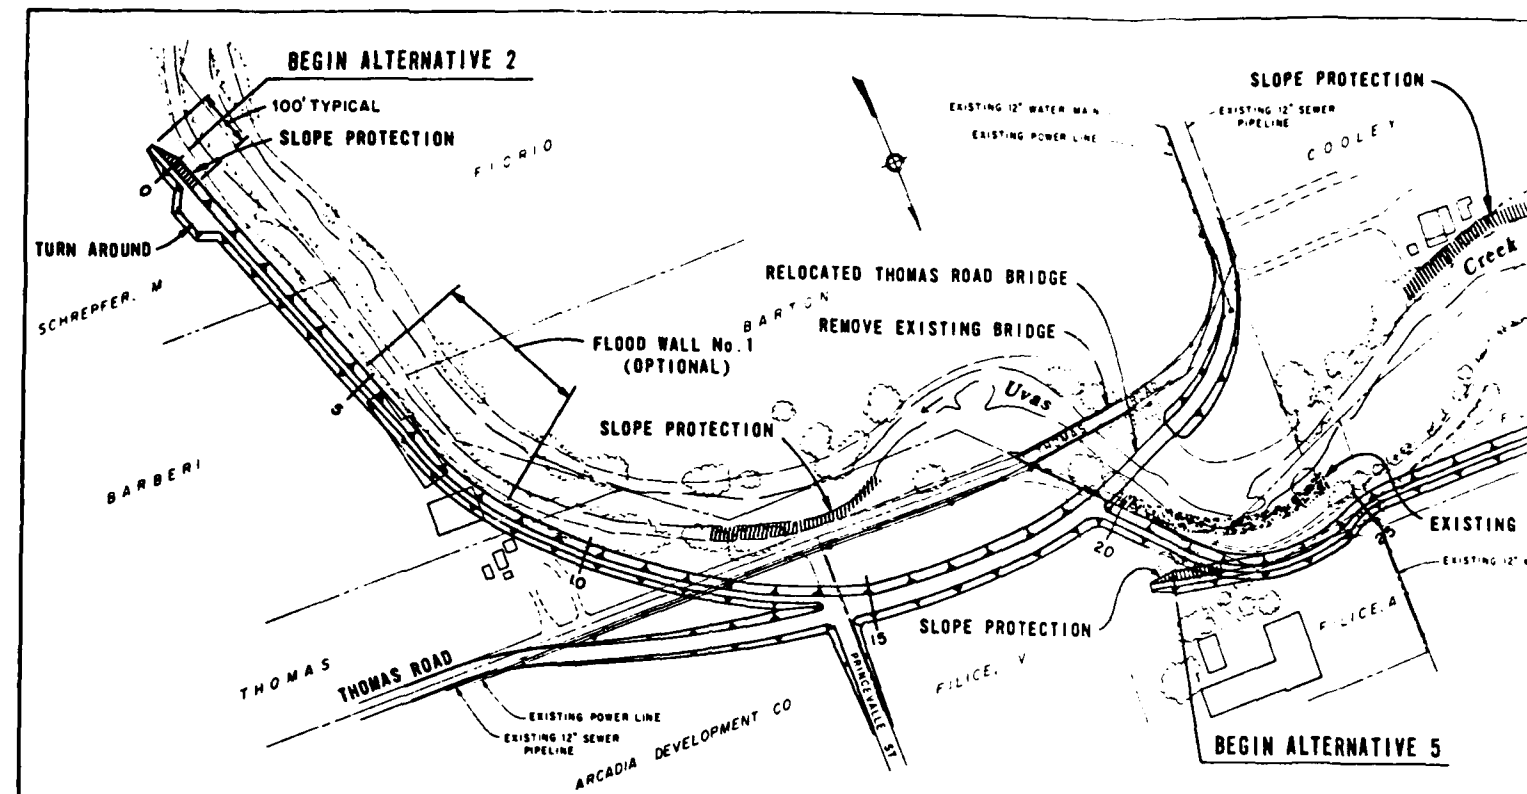 BEGIN ALTERNATIVE 2
100' TYPICAL
SLOPE PROTECTION
FIORIO
EXISTING 12" WATER MAIN
EXISTING POWER LINE
EXISTING 12" SEWER
PIPELINE
SLOPE PROTECTION
COOLEY
0
TURN AROUND
SCHREPFER, M
RELOCATED THOMAS ROAD BRIDGE
BARTON
REMOVE EXISTING BRIDGE
Creek
FLOOD WALL No.1
(OPTIONAL)
Uvas
5
SLOPE PROTECTION
BARBERI
10
15
20
25
EXISTING
EXISTING 12"
SLOPE PROTECTION
FILICE, A
FILICE, V
THOMAS
THOMAS ROAD
PRINCEVALLE ST
EXISTING POWER LINE
EXISTING 12" SEWER
PIPELINE
ARCADIA DEVELOPMENT CO
BEGIN ALTERNATIVE 5